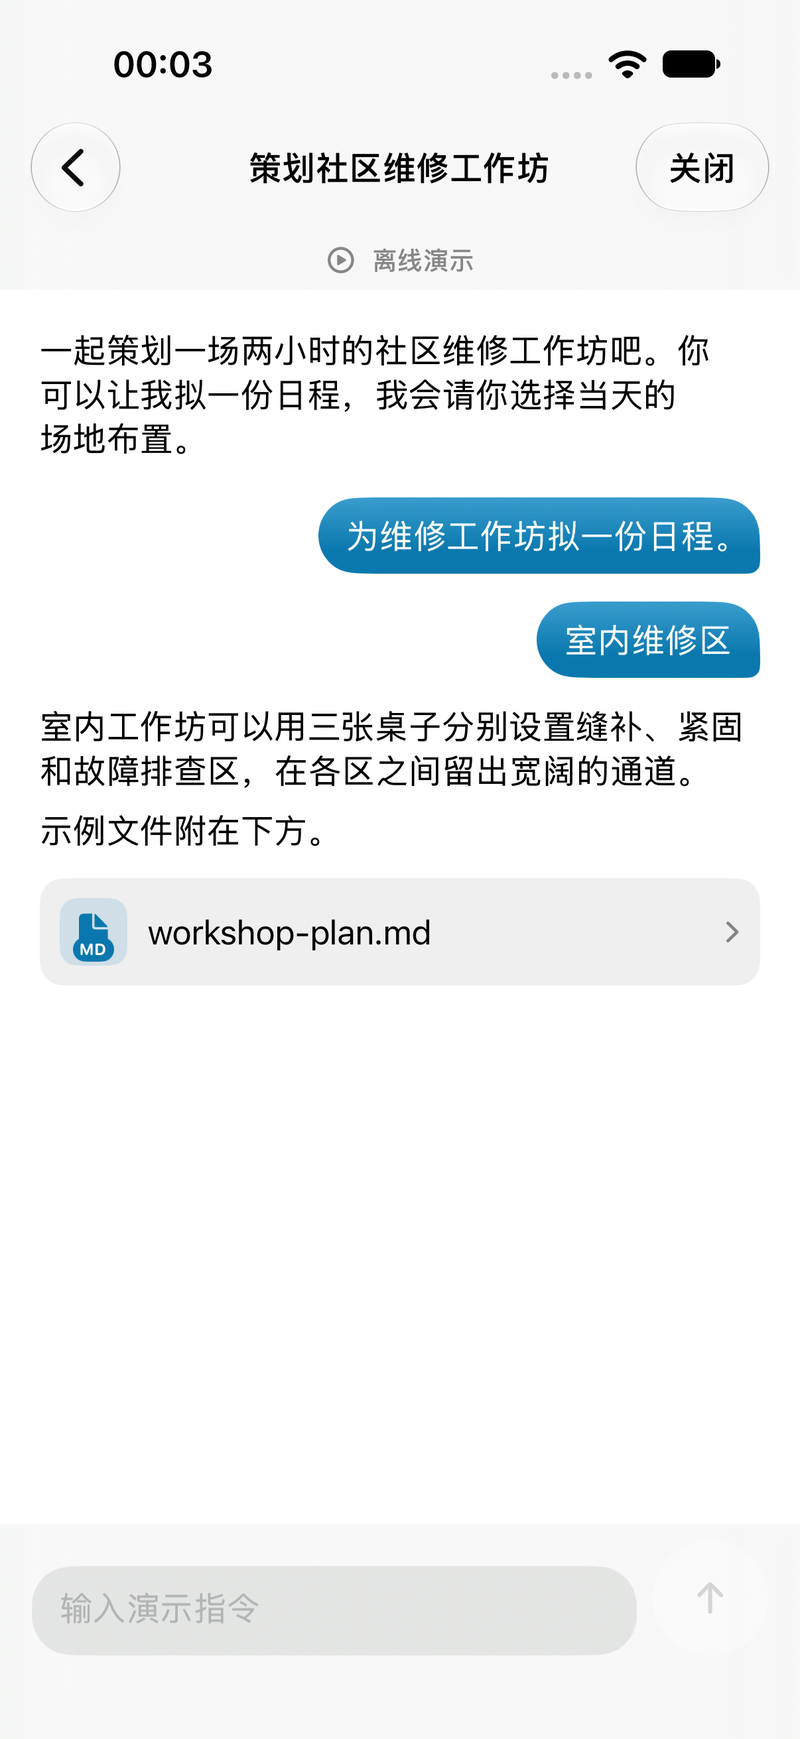 00:03
策划社区维修工作坊
关闭
离线演示
一起策划一场两小时的社区维修工作坊吧。你
可以让我拟一份日程，我会请你选择当天的
场地布置。
为维修工作坊拟一份日程。
室内维修区
室内工作坊可以用三张桌子分别设置缝补、紧固
和故障排查区，在各区之间留出宽阔的通道。
示例文件附在下方。
MD
workshop-plan.md
输入演示指令